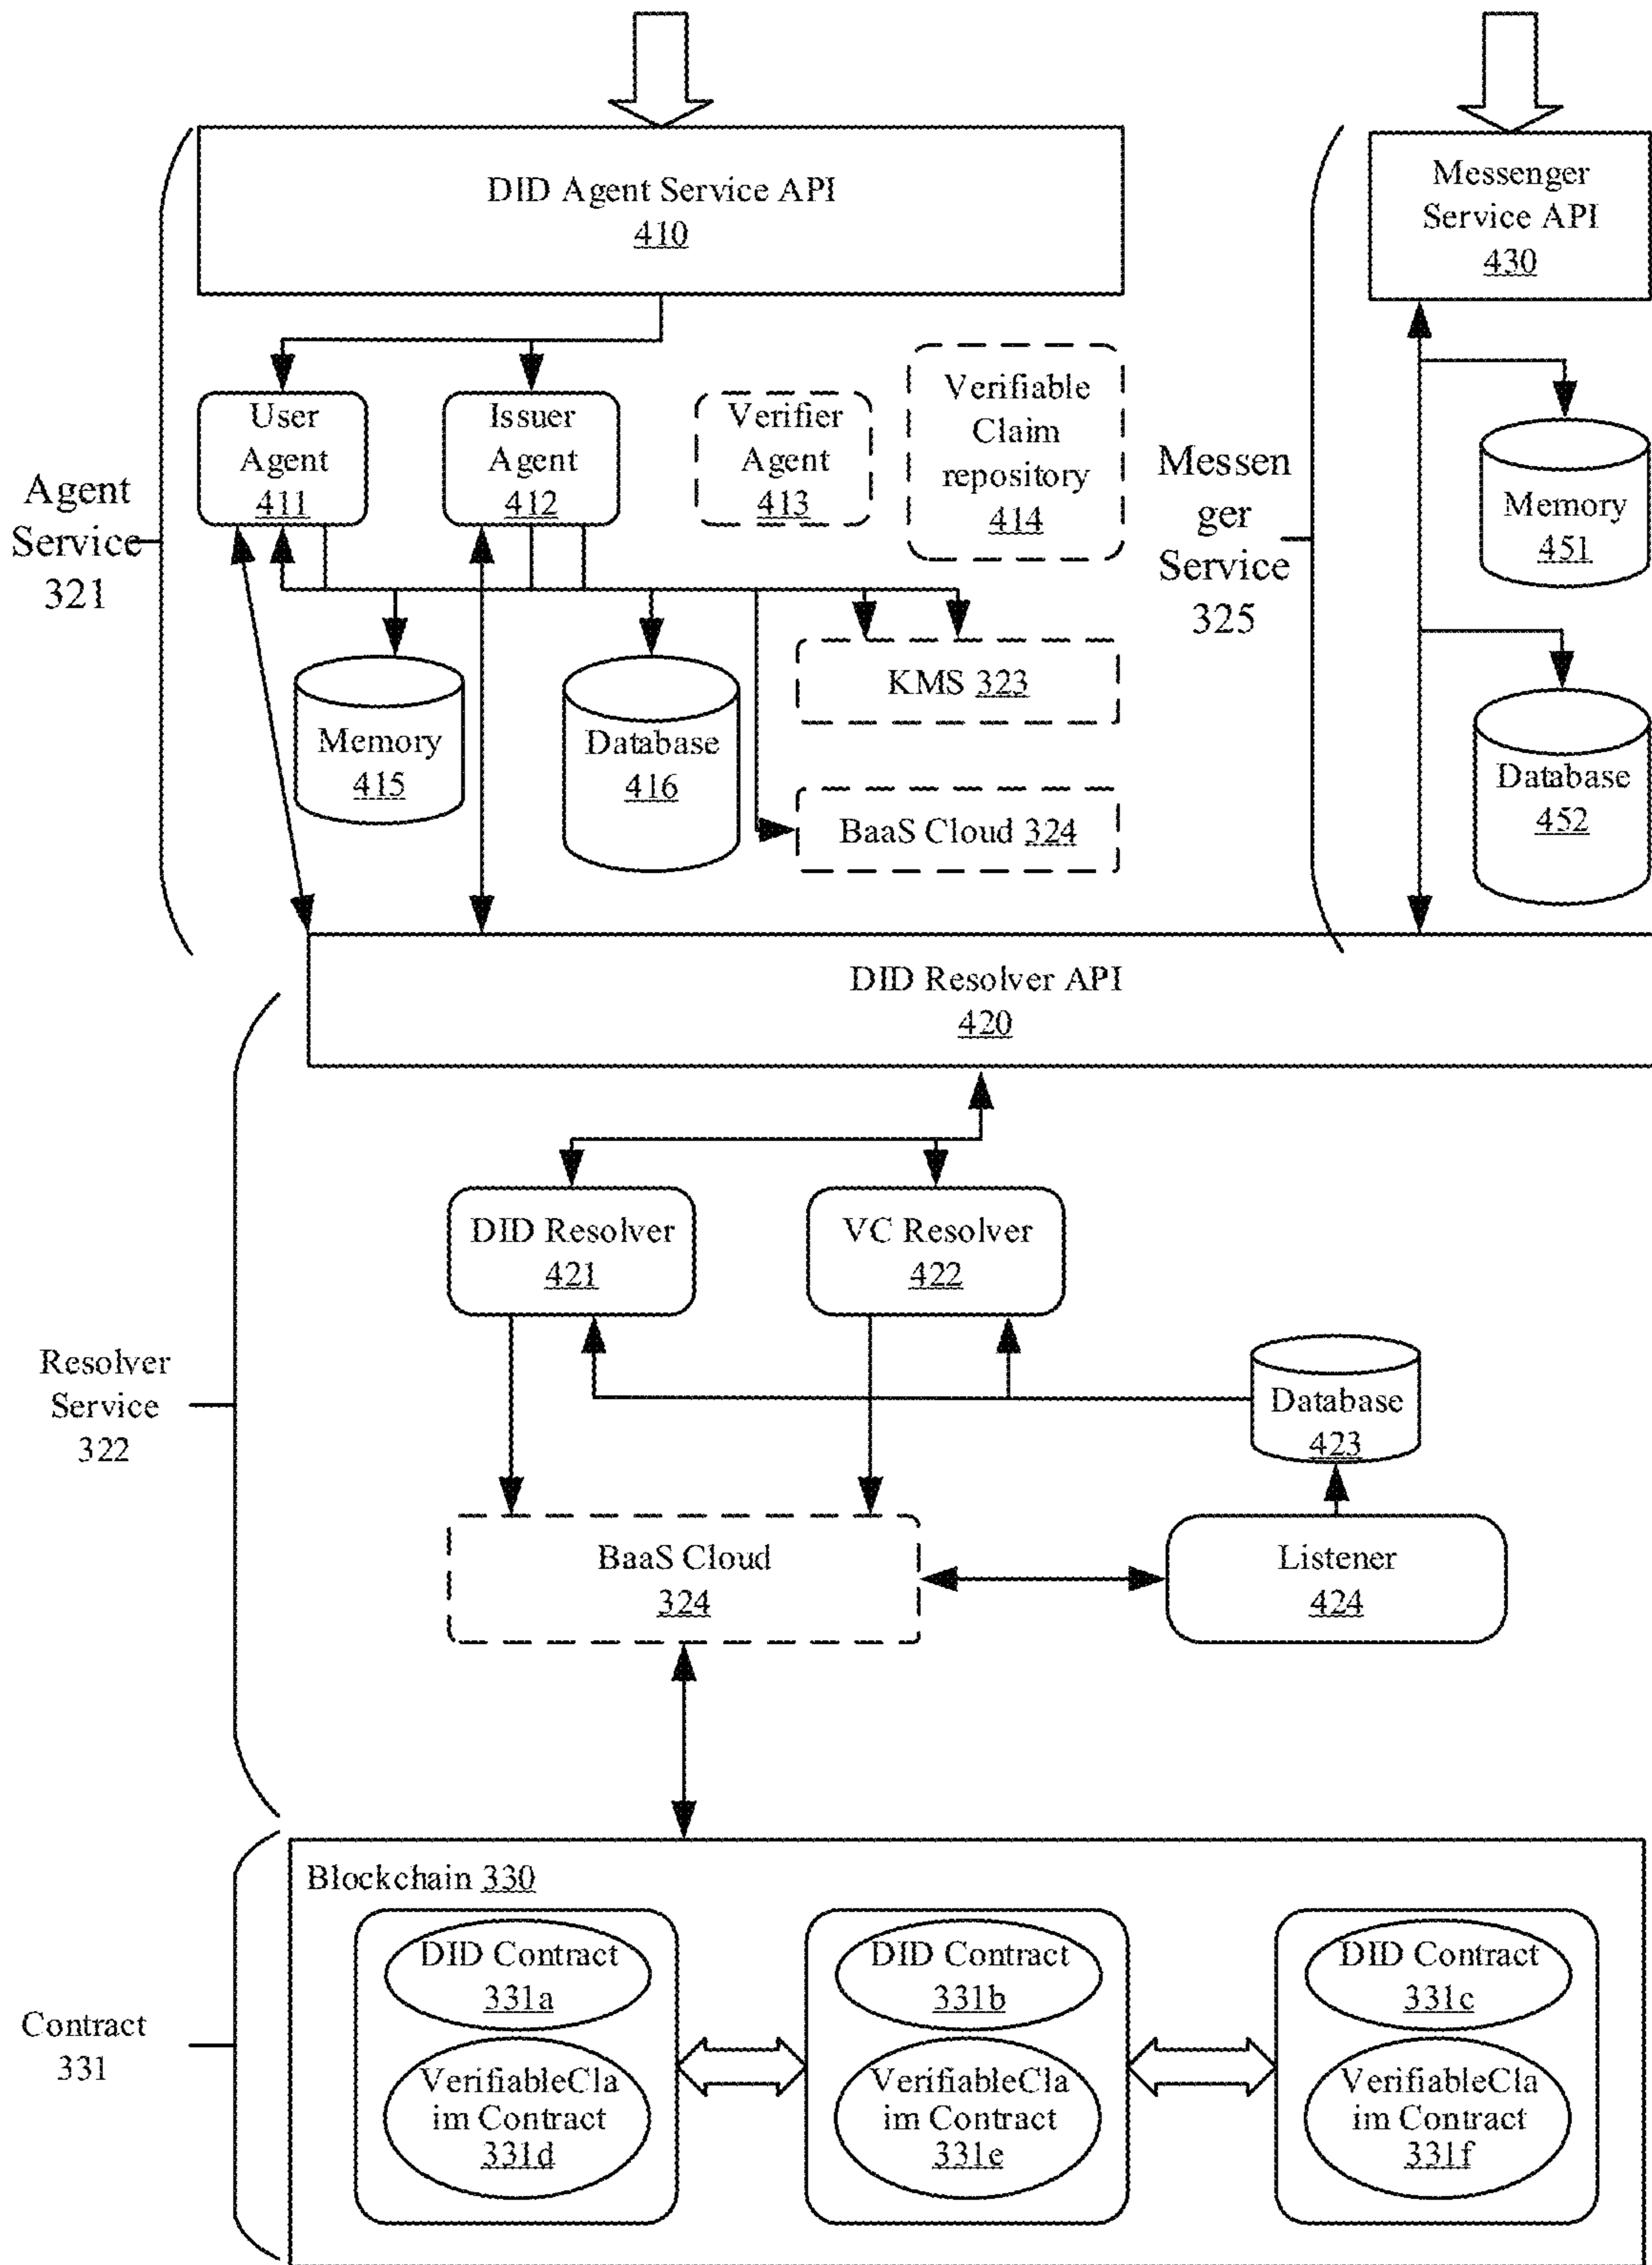 DID Agent Service API
410
Messenger
Service API
430
Agent
Service
321
User
Agent
411
Issuer
Agent
412
Verifier
Agent
413
Verifiable
Claim
repository
414
Messen
ger
Service
325
Memory
451
Memory
415
Database
416
KMS 323
BaaS Cloud 324
Database
452
DID Resolver API
420
Resolver
Service
322
DID Resolver
421
VC Resolver
422
Database
423
BaaS Cloud
324
Listener
424
Contract
331
Blockchain 330
DID Contract
331a
VerifiableCla
im Contract
331d
DID Contract
331b
VerifiableCla
im Contract
331e
DID Contract
331c
VerifiableCla
im Contract
331f